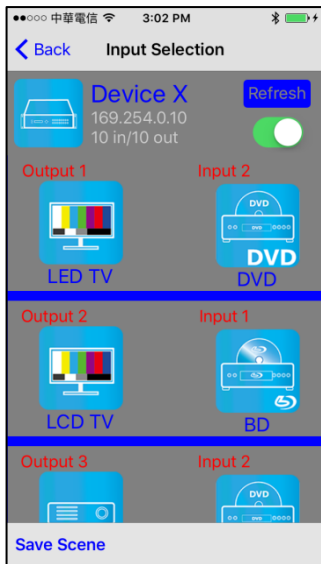 中華電信 3:02 PM
Back Input Selection
Device X Refresh
169.254.0.10
10 in/10 out
Output 1 Input 2
DVD
DVD
DVD
LED TV DVD
Output 2 Input 1
LCD TV BD
Output 3 Input 2
DVD
Save Scene